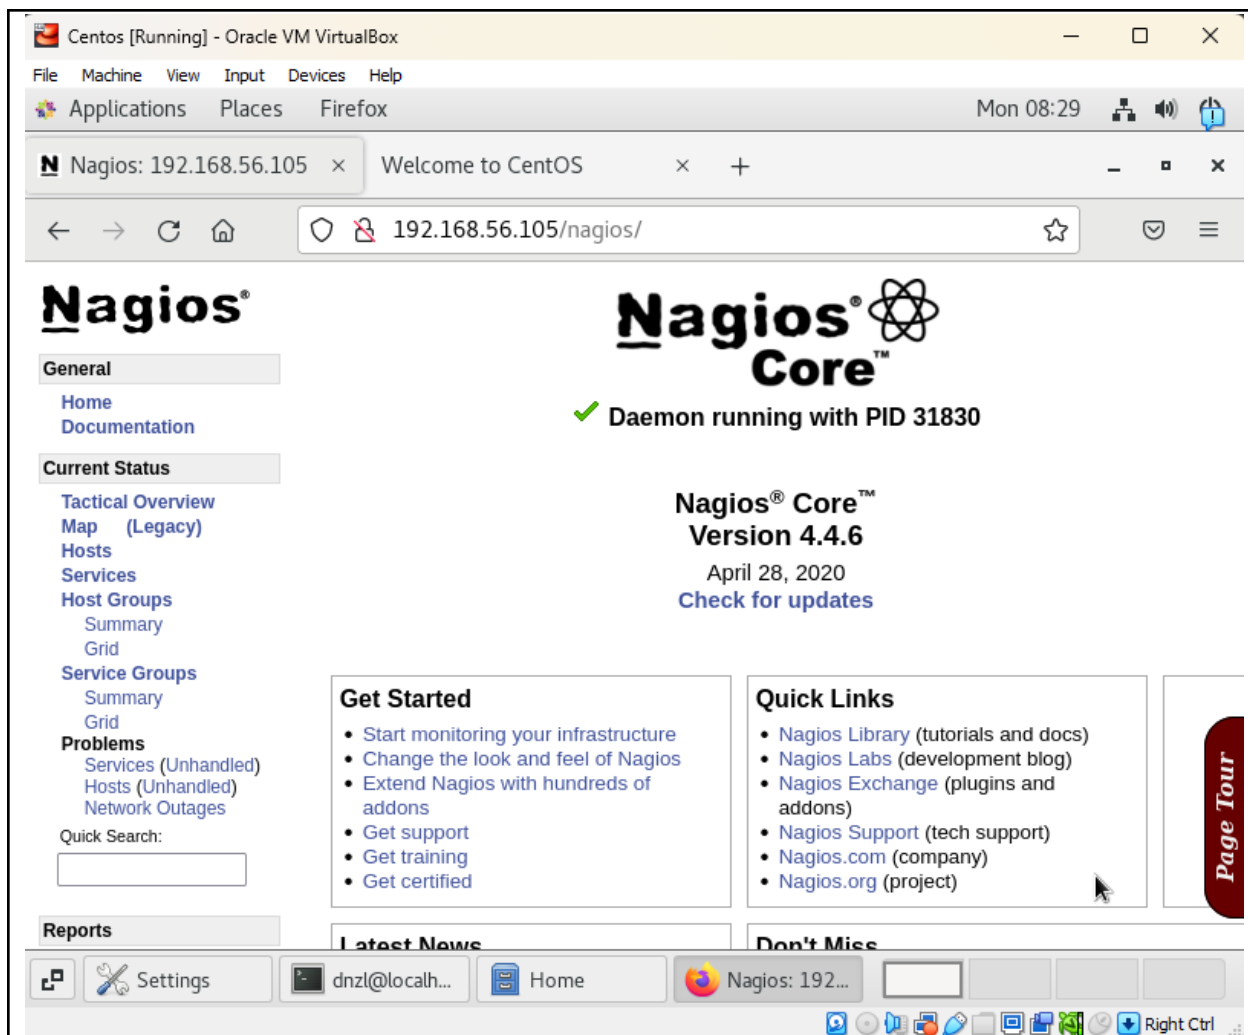 Centos [Running] - Oracle VM VirtualBox
File Machine View Input Devices Help
Applications Places Firefox Mon 08:29
N Nagios: 192.168.56.105 × Welcome to CentOS × +
192.168.56.105/nagios/
Nagios®
General
Home
Documentation
Current Status
Tactical Overview
Map (Legacy)
Hosts
Services
Host Groups
Summary
Grid
Service Groups
Summary
Grid
Problems
Services (Unhandled)
Hosts (Unhandled)
Network Outages
Quick Search:
Reports
Nagios®
Core™
Daemon running with PID 31830
Nagios® Core™
Version 4.4.6
April 28, 2020
Check for updates
Get Started
• Start monitoring your infrastructure
• Change the look and feel of Nagios
• Extend Nagios with hundreds of
addons
• Get support
• Get training
• Get certified
Quick Links
• Nagios Library (tutorials and docs)
• Nagios Labs (development blog)
• Nagios Exchange (plugins and
addons)
• Nagios Support (tech support)
• Nagios.com (company)
• Nagios.org (project)
Page Tour
Latest News
Don't Miss
Settings dnzl@localh... Home Nagios: 192...
Right Ctrl